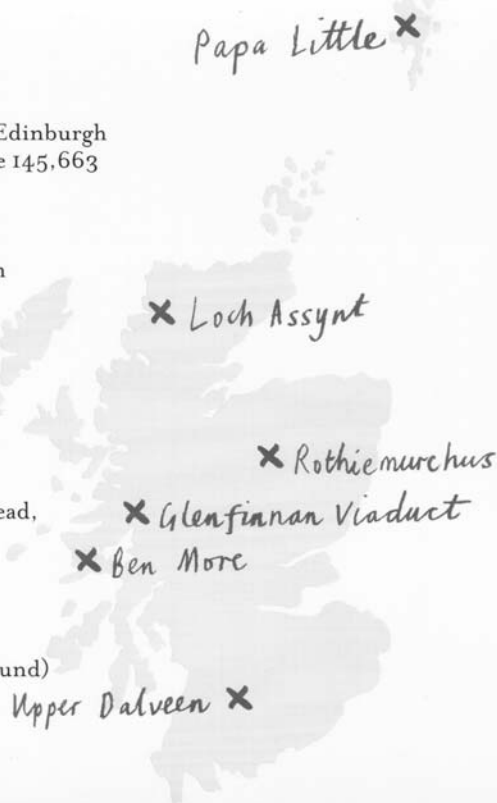 Papa Little
Edinburgh
e 145,663
n
Loch Assynt
Rothiemurchus
ead,
Glenfinnan Viaduct
Ben More
und)
Upper Dalveen